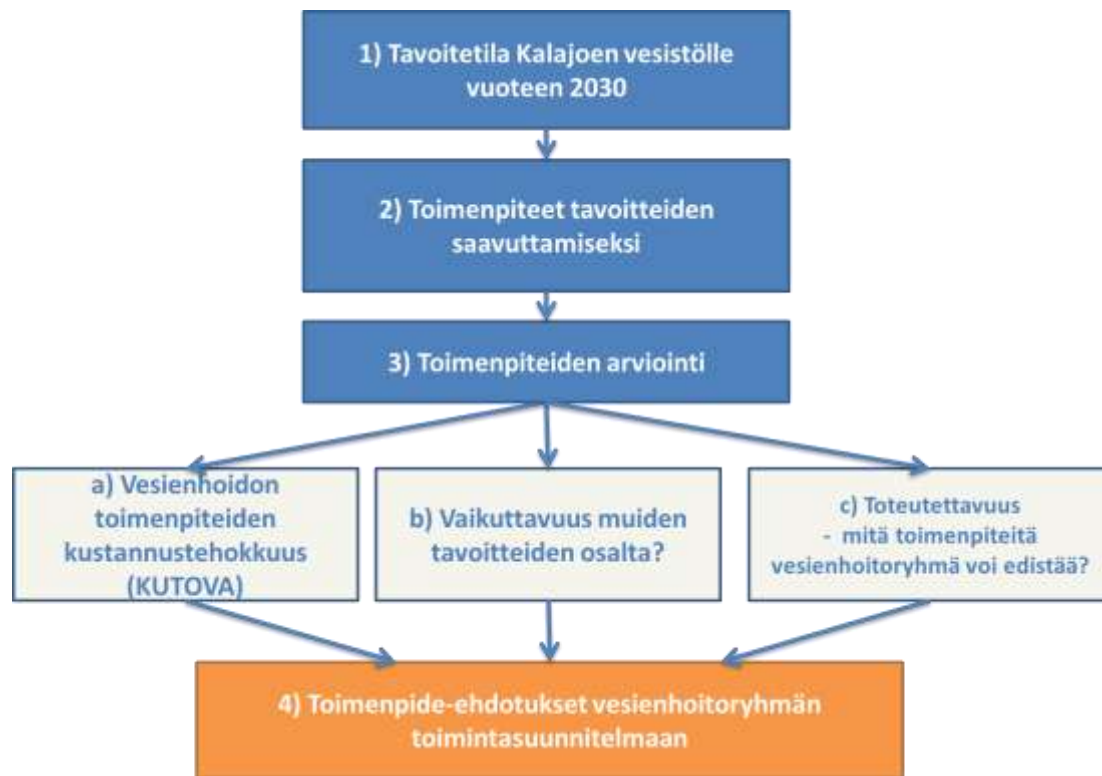 1) Tavoitetila Kalajoen vesistölle
vuoteen 2030
2) Toimenpiteet tavoitteiden
saavuttamiseksi
3) Toimenpiteiden arviointi
a) Vesienhoidon
toimenpiteiden
kustannustehokkuus
(KUTOVA)
b) Vaikuttavuus muiden
tavoitteiden osalta?
c) Toteutettavuus
- mitä toimenpiteitä
vesienhoitoryhmä voi edistää?
4) Toimenpide-ehdotukset vesienhoitoryhmän
toimintasuunnitelmaan